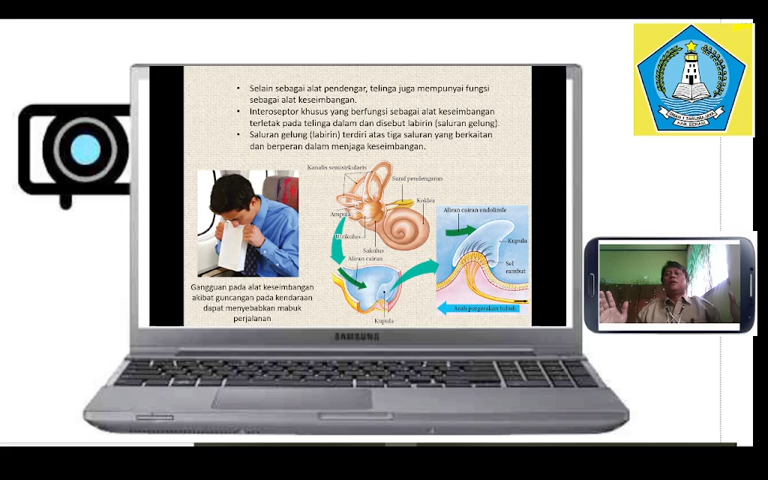 • Selain sebagai alat pendengar, telinga juga mempunyai fungsi
sebagai alat keseimbangan.
• Interoseptor khusus yang berfungsi sebagai alat keseimbangan
terletak pada telinga dalam dan disebut labirin (saluran gelung).
• Saluran gelung (labirin) terdiri atas tiga saluran yang berkaitan
dan berperan dalam menjaga keseimbangan.
Kanalis semisirkularis
Saraf pendengaran
Koklea
Ampula
Utrikulus
Sakulus
Aliran cairan
Kupula
Aliran cairan endolimfe
Kupula
Sel
rambut
Arah pergerakan tubuh
Gangguan pada alat keseimbangan
akibat guncangan pada kendaraan
dapat menyebabkan mabuk
perjalanan
SAMSUNG